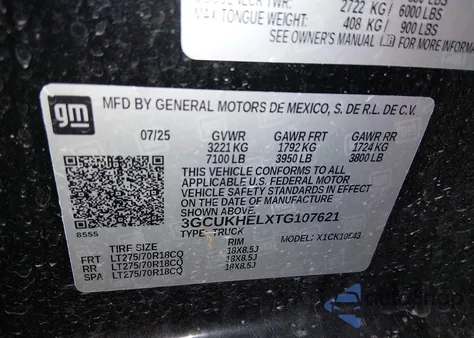 2722 KG / 6000 LBS
MAX TONGUE WEIGHT: 408 KG / 900 LBS
SEE OWNER'S MANUAL FOR MORE
gm
MFD BY GENERAL MOTORS DE MEXICO, S. DE R.L. DE C.V.
07/25 GVWR GAWR FRT GAWR RR
3221 KG 1792 KG 1724 KG
7100 LB 3950 LB 3800 LB
THIS VEHICLE CONFORMS TO ALL
APPLICABLE U.S. FEDERAL MOTOR
VEHICLE SAFETY STANDARDS IN EFFECT
ON THE DATE OF MANUFACTURE
SHOWN ABOVE.
3GCUKHELXTG107621
8555
TYPE: TRUCK MODEL: X1CK10543
TIRE SIZE RIM
FRT LT275/70R18CQ 18X8.5J
RR LT275/70R18CQ 18X8.5J
SPA LT275/70R18CQ 18X8.5J